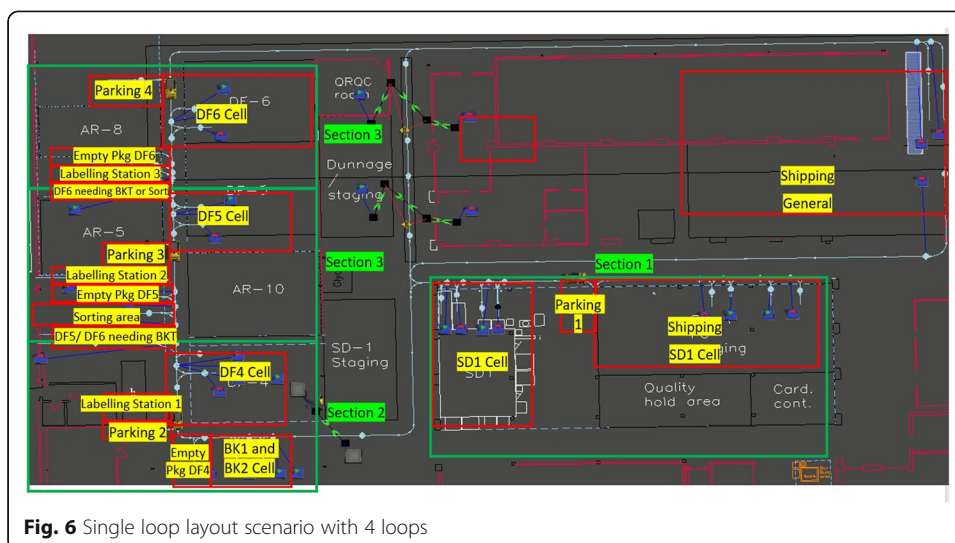 Parking 4
DF-6
DF6 Cell
QRQC
room
AR-8
Section 3
Empty Pkg DF6
Labelling Station 3
DF6 needing BKT or Sort
Dunnage
/
staging
Shipping
General
DF5 Cell
AR-5
Parking 3
Section 3
Section 1
Labelling Station 2
Empty Pkg DF5
AR-10
Sorting area
DF5/ DF6 needing BKT
Parking
1
Shipping
SD1 Cell
SD1 Cell
SD-1
Staging
DF4 Cell
Quality
hold area
Card.
cont.
Labelling Station 1
Section 2
Parking 2
Empty
Pkg DF4
BK1 and
BK2 Cell
Fig. 6 Single loop layout scenario with 4 loops